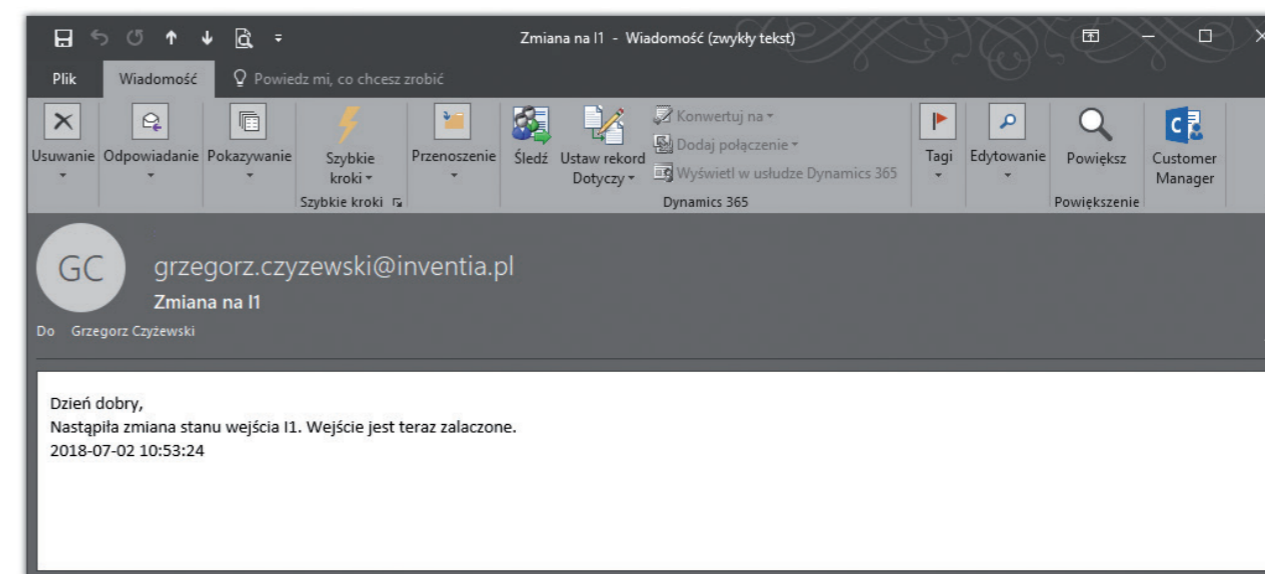 Zmiana na I1 - Wiadomość (zwykły tekst)
Plik Wiadomość Powiedz mi, co chcesz zrobić
Usuwanie Odpowiadanie Pokazywanie Szybkie kroki Przenoszenie Śledź Ustaw rekord Dotyczy
Konwertuj na
Dodaj połączenie
Wyświetl w usłudze Dynamics 365
Tagi Edytowanie Powiększ Customer Manager
Szybkie kroki Dynamics 365 Powiększenie
GC
grzegorz.czyzewski@inventia.pl
Zmiana na I1
Do Grzegorz Czyżewski
Dzień dobry,
Nastąpiła zmiana stanu wejścia I1. Wejście jest teraz zalaczone.
2018-07-02 10:53:24